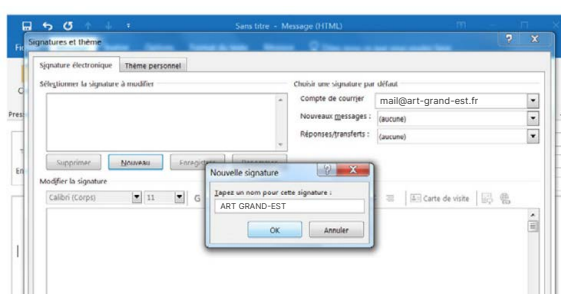 Sans titre - Message (HTML)
Signatures et thème
Signature électronique Thème personnel
Sélectionner la signature à modifier
Choisir une signature par défaut
Compte de courrier mail@art-grand-est.fr
Nouveaux messages : (aucune)
Réponses/transferts : (aucune)
Supprimer Nouveau Enregistrer
Modifier la signature
Calibri (Corps) 11 G Carte de visite
Nouvelle signature
Tapez un nom pour cette signature :
ART GRAND-EST
OK Annuler